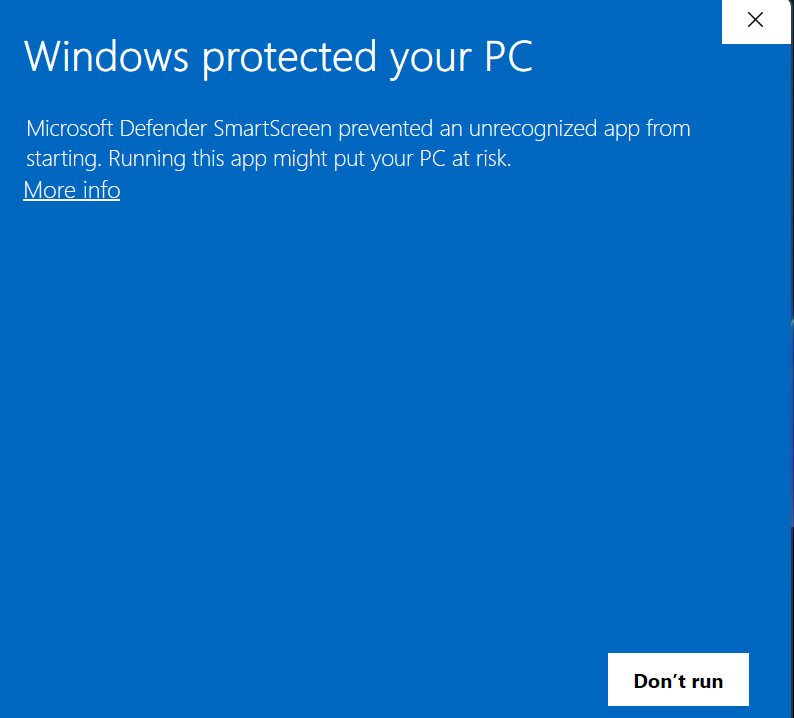 Windows protected your PC
Microsoft Defender SmartScreen prevented an unrecognized app from
starting. Running this app might put your PC at risk.
More info
Don’t run